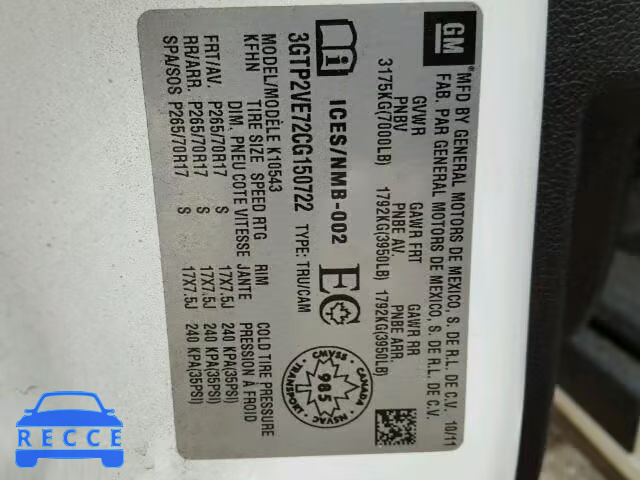 GM
MFD BY GENERAL MOTORS DE MEXICO, S. DE R.L. DE C.V. 10/11
FAB. PAR GENERAL MOTORS DE MEXICO, S. DE R.L. DE C.V.
GVWR GAWR FRT GAWR RR
PNBV PNBE AV. PNBE ARR.
3175KG(7000LB) 1792KG(3950LB) 1792KG(3950LB)
ICES/NMB-002 EC
CMVSS CANADA NSVAC TRANSPORT
985
3GTP2VE72CG150722 TYPE: TRU/CAM
MODEL/MODÈLE K10543
KFHN TIRE SIZE SPEED RTG RIM COLD TIRE PRESSURE
DIM. PNEU COTE VITESSE JANTE PRESSION À FROID
FRT/AV. P265/70R17 S 17X7.5J 240 KPA(35PSI)
RR/ARR. P265/70R17 S 17X7.5J 240 KPA(35PSI)
SPA/SOS P265/70R17 S 17X7.5J 240 KPA(35PSI)
RECCE